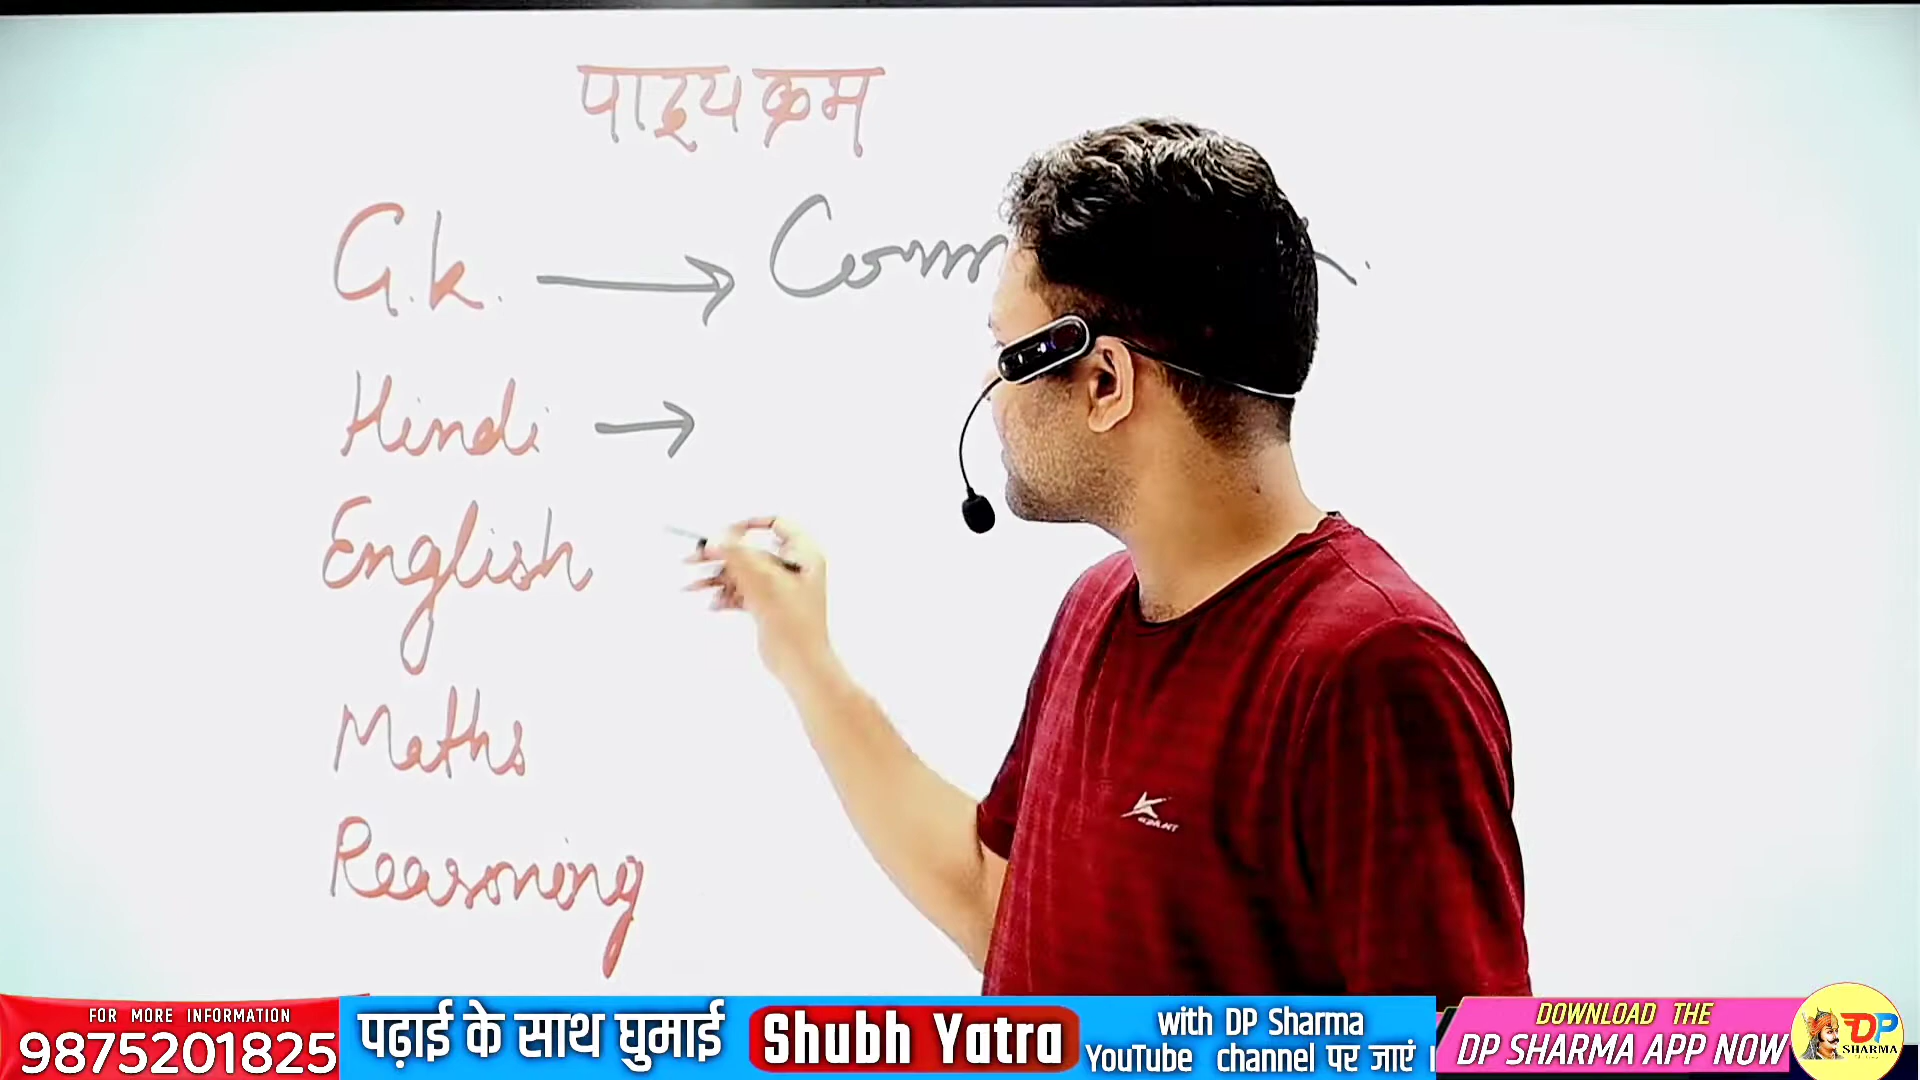 पाठ्यक्रम
G.k. →
Hindi →
English
Maths
Reasoning
FOR MORE INFORMATION
9875201825
पढ़ाई के साथ घुमाई
Shubh Yatra
with DP Sharma
YouTube channel पर जाएं।
DOWNLOAD THE
DP SHARMA APP NOW
DP
SHARMA